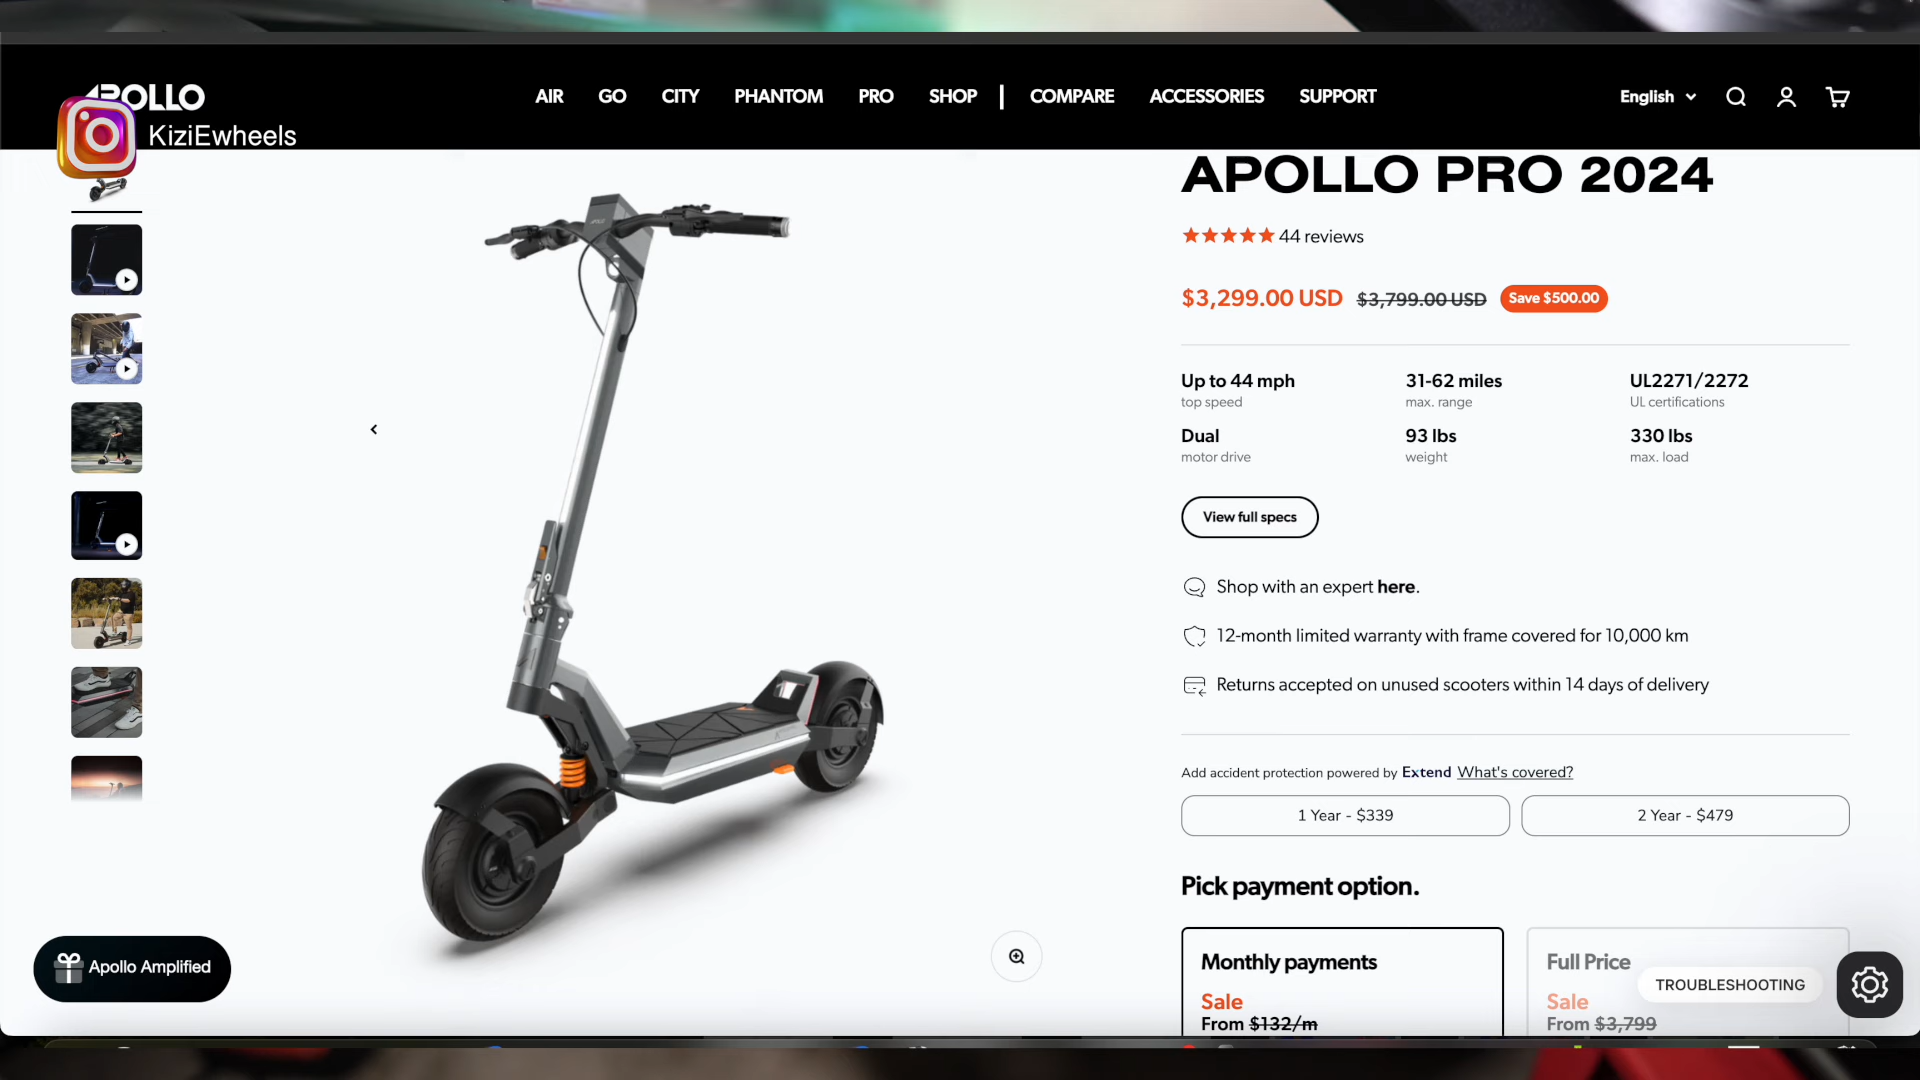 APOLLO
KiziEwheels
AIR GO CITY PHANTOM PRO SHOP | COMPARE ACCESSORIES SUPPORT
English
APOLLO PRO 2024
44 reviews
$3,299.00 USD $3,799.00 USD Save $500.00
Up to 44 mph 31-62 miles UL2271/2272
top speed max. range UL certifications
Dual 93 lbs 330 lbs
motor drive weight max. load
View full specs
Shop with an expert here.
12-month limited warranty with frame covered for 10,000 km
Returns accepted on unused scooters within 14 days of delivery
Add accident protection powered by Extend What's covered?
1 Year - $339 2 Year - $479
Pick payment option.
Monthly payments Full Price
Sale Sale
From $132/m From $3,799
TROUBLESHOOTING
Apollo Amplified